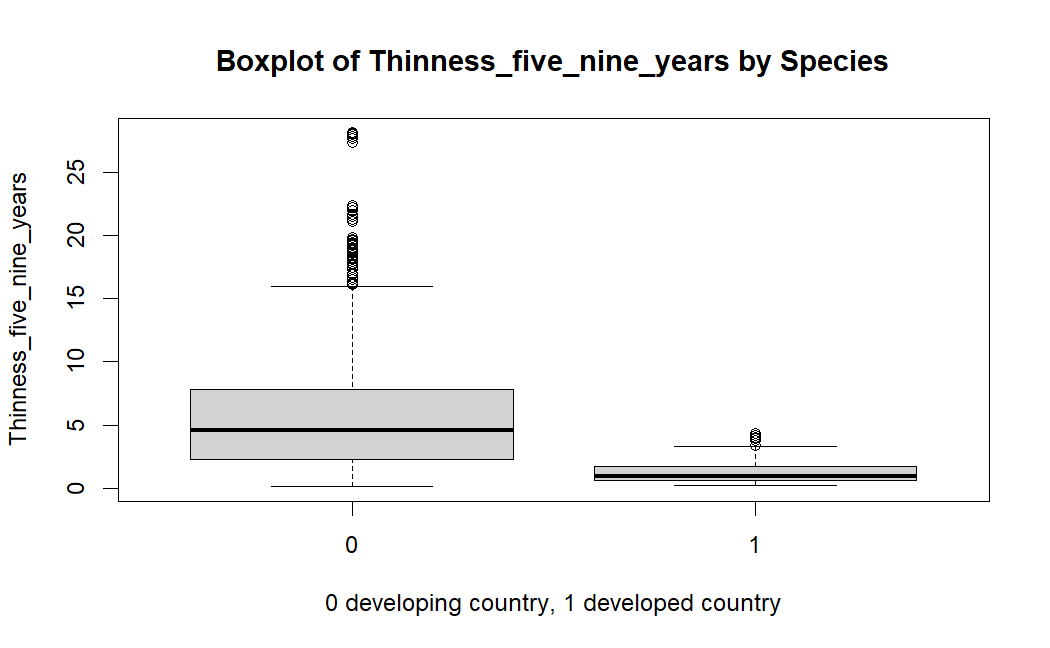 Boxplot of Thinness_five_nine_years by Species
Thinness_five_nine_years
25
20
15
10
5
0
0
1
0 developing country, 1 developed country